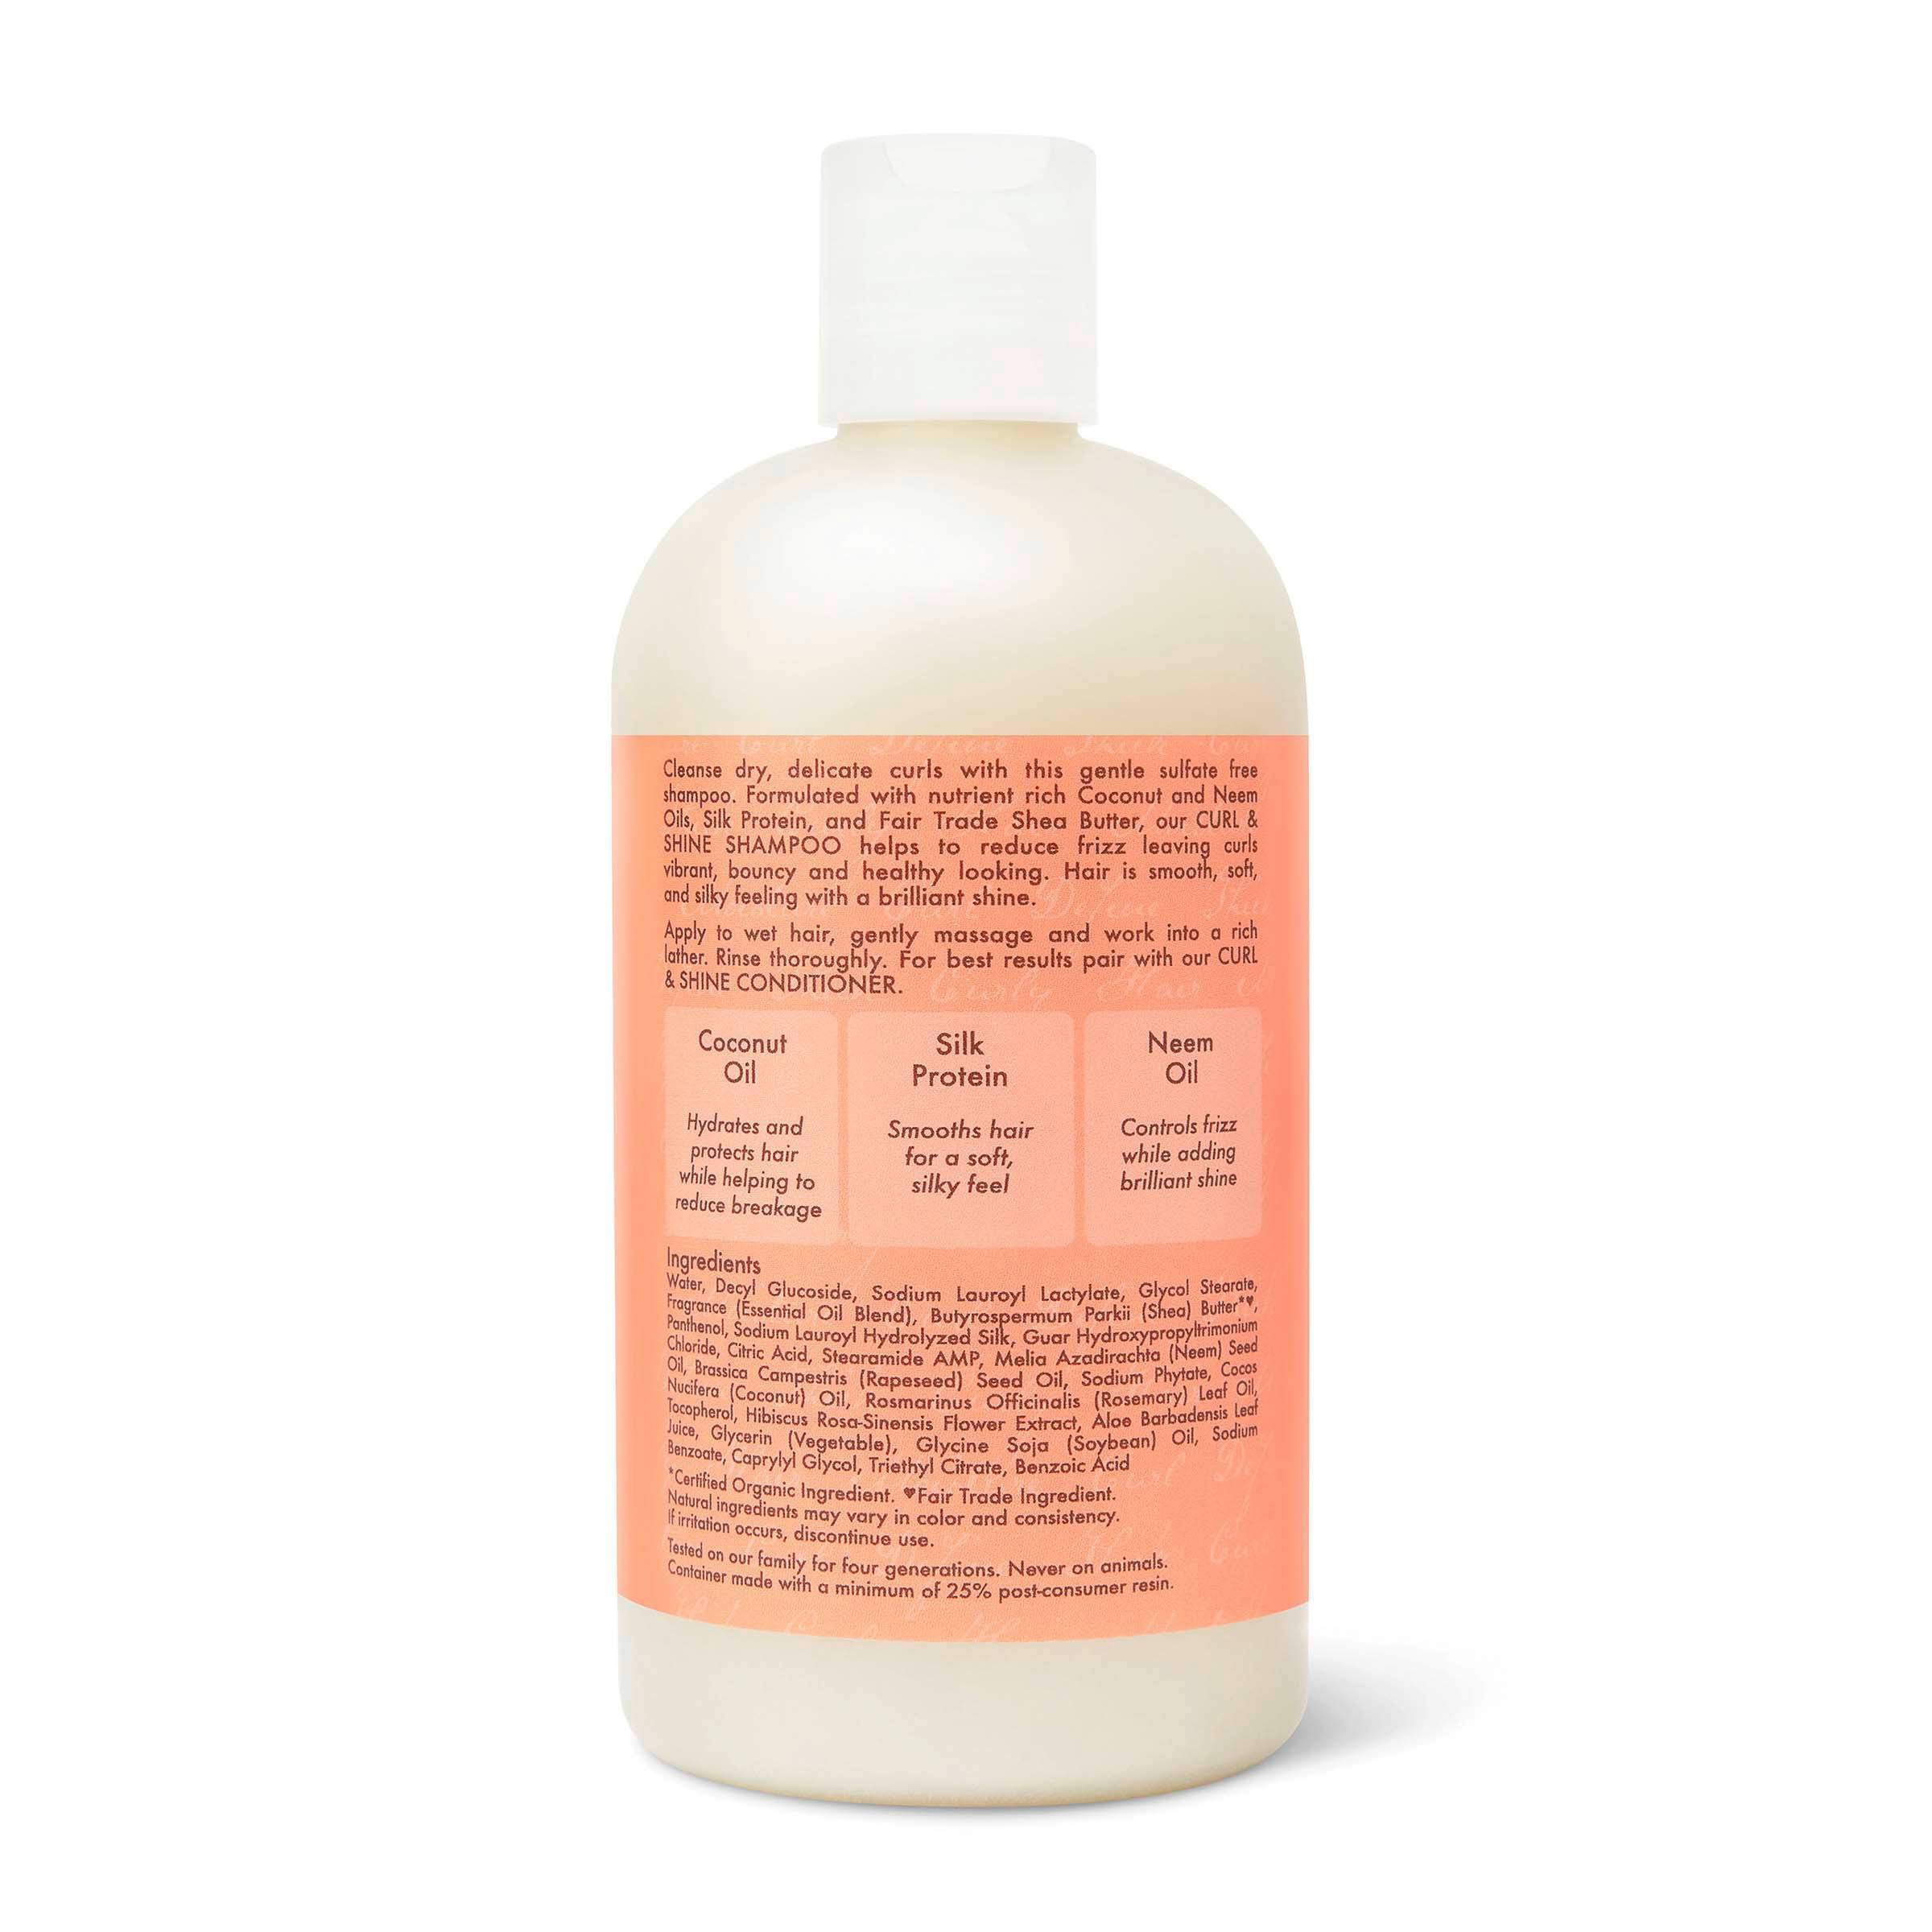 Cleanse dry, delicate curls with this gentle sulfate free
shampoo. Formulated with nutrient rich Coconut and Neem
Oils, Silk Protein, and Fair Trade Shea Butter, our CURL &
SHINE SHAMPOO helps to reduce frizz leaving curls
vibrant, bouncy and healthy looking. Hair is smooth, soft,
and silky feeling with a brilliant shine.
Apply to wet hair, gently massage and work into a rich
lather. Rinse thoroughly. For best results pair with our CURL
& SHINE CONDITIONER.
Coconut
Oil
Hydrates and
protects hair
while helping to
reduce breakage
Silk
Protein
Smooths hair
for a soft,
silky feel
Neem
Oil
Controls frizz
while adding
brilliant shine
Ingredients
Water, Decyl Glucoside, Sodium Lauroyl Lactylate, Glycol Stearate,
Fragrance (Essential Oil Blend), Butyrospermum Parkii (Shea) Butter*♥,
Panthenol, Sodium Lauroyl Hydrolyzed Silk, Guar Hydroxypropyltrimonium
Chloride, Citric Acid, Stearamide AMP, Melia Azadirachta (Neem) Seed
Oil, Brassica Campestris (Rapeseed) Seed Oil, Sodium Phytate, Cocos
Nucifera (Coconut) Oil, Rosmarinus Officinalis (Rosemary) Leaf Oil,
Tocopherol, Hibiscus Rosa-Sinensis Flower Extract, Aloe Barbadensis Leaf
Juice, Glycerin (Vegetable), Glycine Soja (Soybean) Oil, Sodium
Benzoate, Caprylyl Glycol, Triethyl Citrate, Benzoic Acid
*Certified Organic Ingredient. ♥Fair Trade Ingredient.
Natural ingredients may vary in color and consistency.
If irritation occurs, discontinue use.
Tested on our family for four generations. Never on animals.
Container made with a minimum of 25% post-consumer resin.